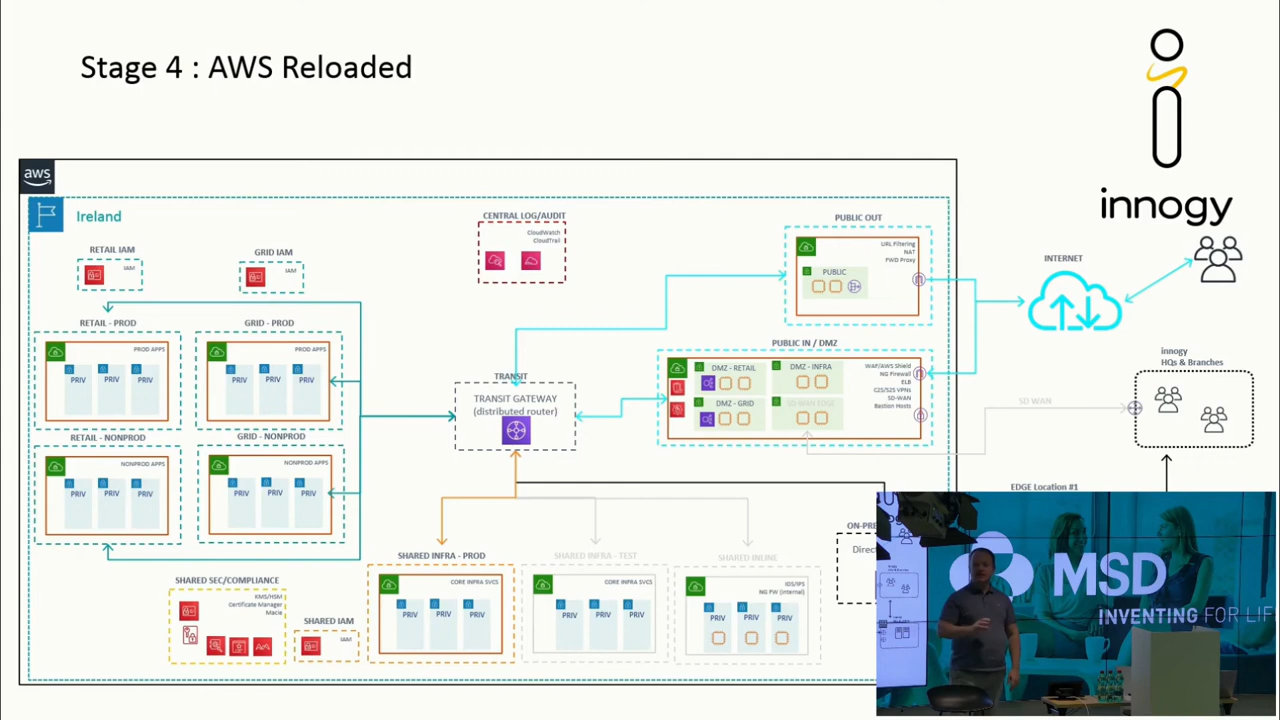 Stage 4 : AWS Reloaded
innogy
aws
Ireland
RETAIL IAM
IAM
GRID IAM
IAM
CENTRAL LOG/AUDIT
CloudWatch
CloudTrail
PUBLIC OUT
URL Filtering
NAT
FWD Proxy
PUBLIC
INTERNET
RETAIL - PROD
PROD APPS
PRIV
PRIV
PRIV
GRID - PROD
PROD APPS
PRIV
PRIV
PRIV
TRANSIT
TRANSIT GATEWAY
(distributed router)
PUBLIC IN / DMZ
DMZ - RETAIL
DMZ - INFRA
DMZ - GRID
SD-WAN EDGE
WAF/AWS Shield
NG Firewall
ELB
C2S/S2S VPNs
SD-WAN
Bastion Hosts
innogy
HQs & Branches
SD WAN
RETAIL - NONPROD
NONPROD APPS
PRIV
PRIV
PRIV
GRID - NONPROD
NONPROD APPS
PRIV
PRIV
PRIV
EDGE Location #1
SHARED SEC/COMPLIANCE
KMS/HSM
Certificate Manager
Macie
SHARED IAM
IAM
SHARED INFRA - PROD
CORE INFRA SVCS
PRIV
PRIV
PRIV
SHARED INFRA - TEST
CORE INFRA SVCS
PRIV
PRIV
PRIV
SHARED INLINE
IDS/IPS
NG FW (internal)
PRIV
PRIV
PRIV
ON-PRE
Direct
MSD
INVENTING FOR LIF